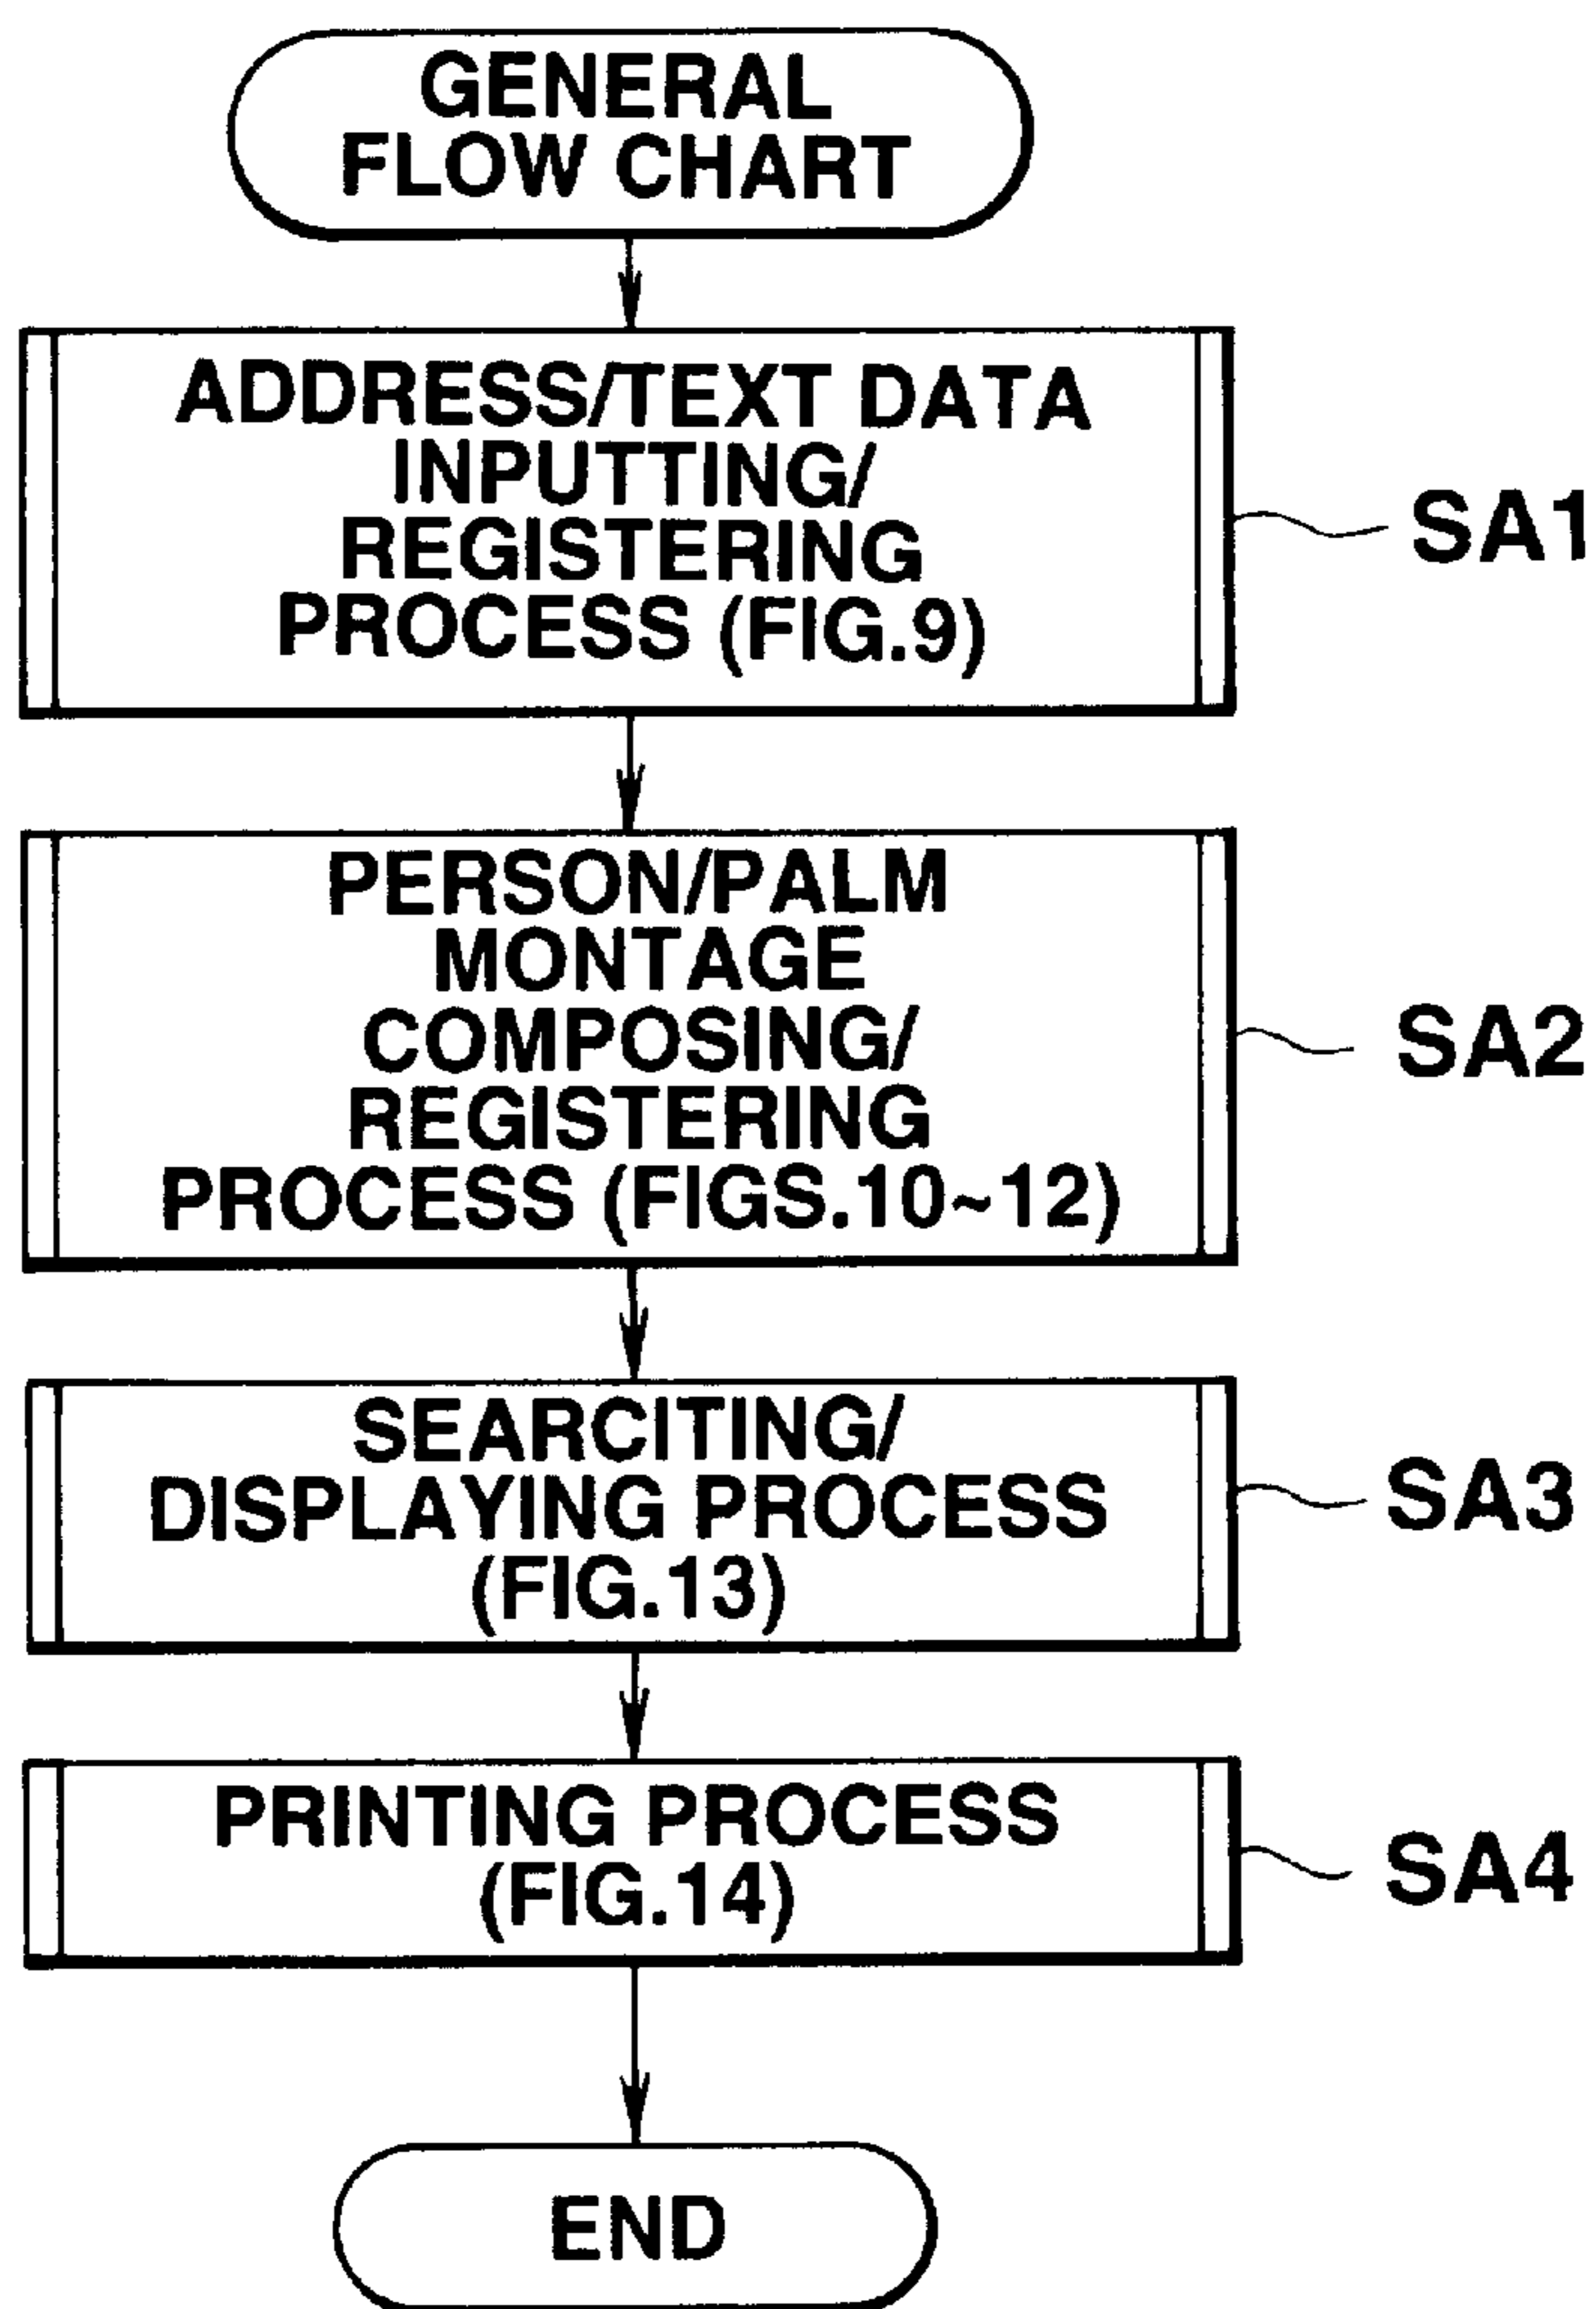 GENERAL
FLOW CHART
ADDRESS/TEXT DATA
INPUTTING/
REGISTERING
PROCESS (FIG.9)
SA1
PERSON/PALM
MONTAGE
COMPOSING/
REGISTERING
PROCESS (FIGS.10~12)
SA2
SEARCITING/
DISPLAYING PROCESS
(FIG.13)
SA3
PRINTING PROCESS
(FIG.14)
SA4
END